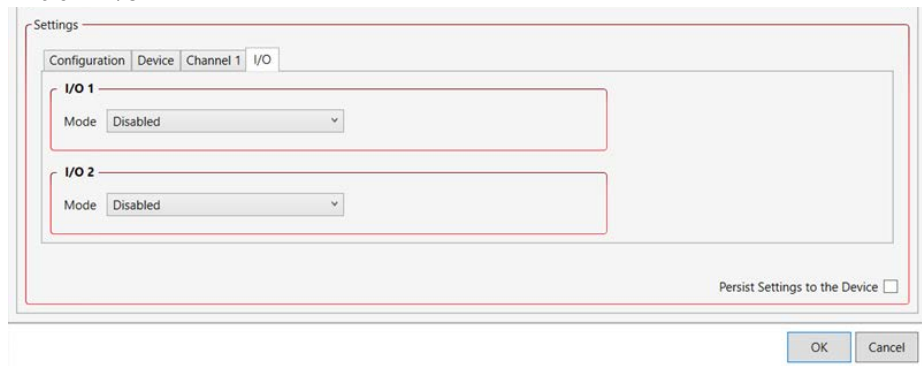 Settings
Configuration Device Channel 1 I/O
I/O 1
Mode Disabled
I/O 2
Mode Disabled
Persist Settings to the Device
OK Cancel